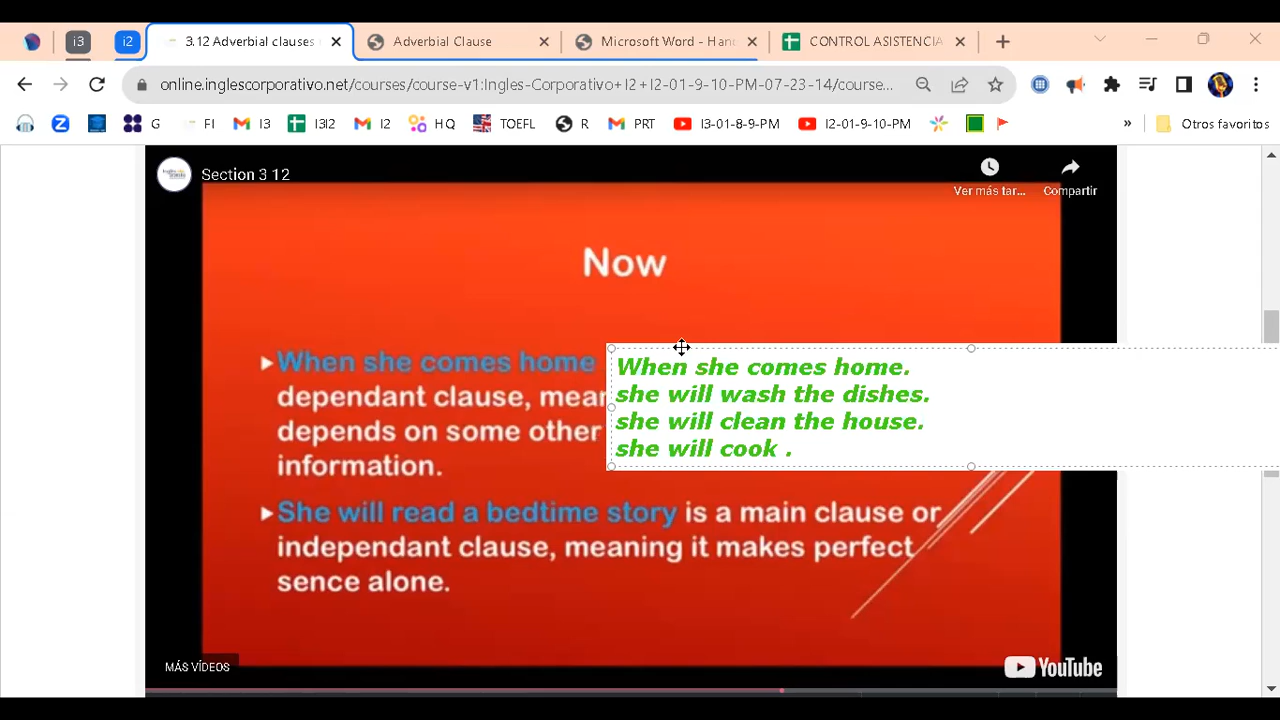 i3
i2
3.12 Adverbial clauses
Adverbial Clause
Microsoft Word - Han
CONTROL ASISTENCIA
online.inglescorporativo.net/courses/course-v1:Ingles-Corporativo+I2+I2-01-9-10-PM-07-23-14/course...
G
FI
I3
I3I2
I2
HQ
TOEFL
R
PRT
I3-01-8-9-PM
I2-01-9-10-PM
»
Otros favoritos
Section 3 12
Ver más tar...
Compartir
Now
When she comes home
dependant clause, mean
depends on some other
information.
When she comes home.
she will wash the dishes.
she will clean the house.
she will cook .
She will read a bedtime story is a main clause or
independant clause, meaning it makes perfect
sence alone.
MÁS VÍDEOS
YouTube